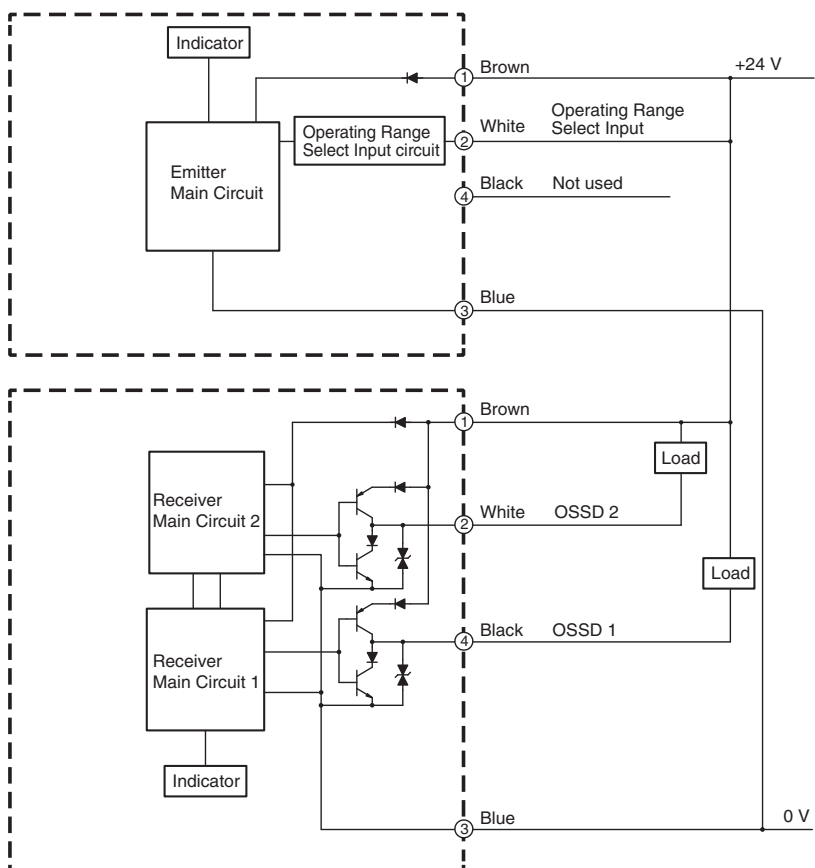 Indicator
① Brown
+24 V
Operating Range
Select Input circuit
② White
Operating Range
Select Input
Emitter
Main Circuit
④ Black
Not used
③ Blue
① Brown
Load
Receiver
Main Circuit 2
② White
OSSD 2
Load
④ Black
OSSD 1
Receiver
Main Circuit 1
Indicator
③ Blue
0 V